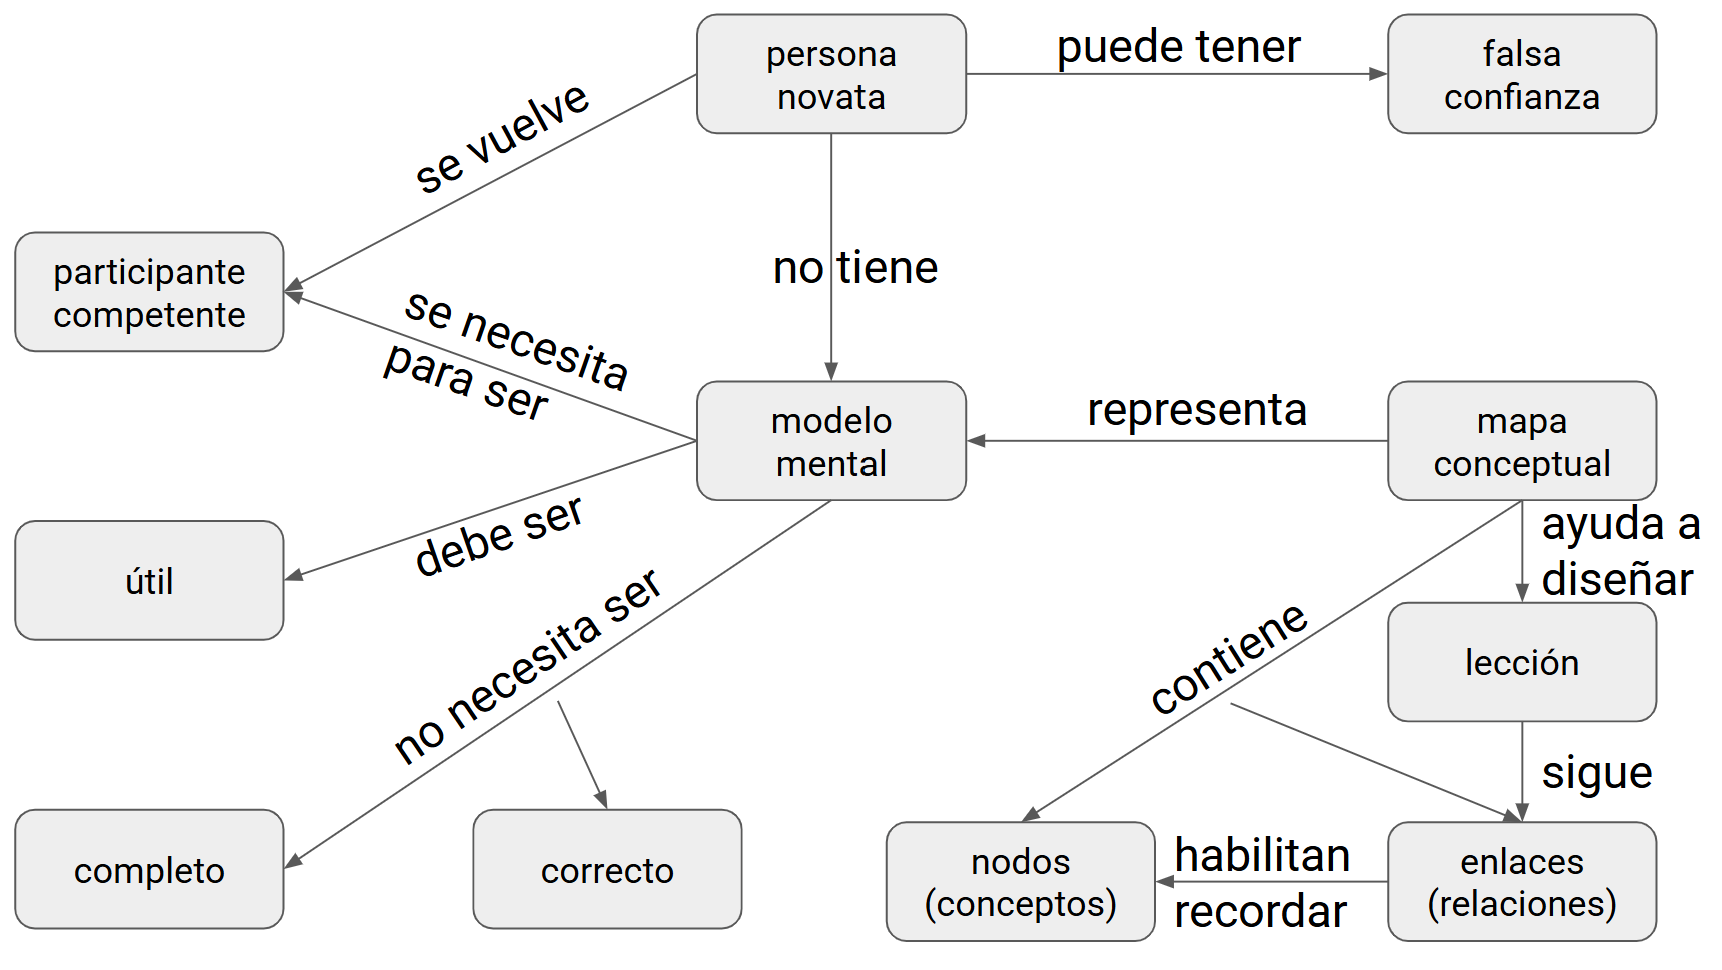 persona
novata
puede tener
falsa
confianza
se vuelve
no tiene
participante
competente
se necesita
para ser
modelo
mental
representa
mapa
conceptual
debe ser
útil
ayuda a
diseñar
no necesita ser
contiene
lección
sigue
completo
correcto
nodos
(conceptos)
habilitan
recordar
enlaces
(relaciones)